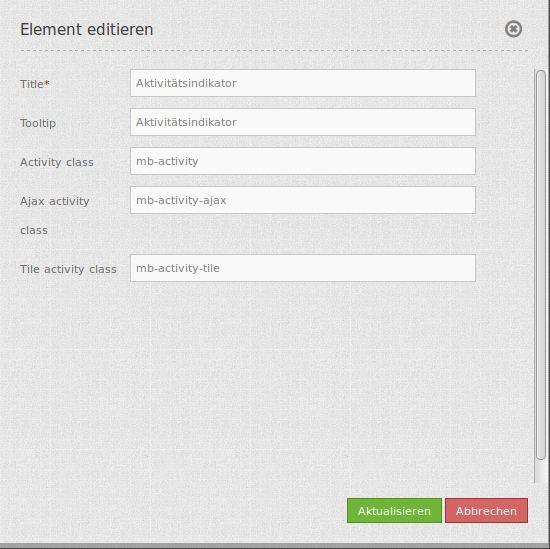 Element editieren
Title* Aktivitätsindikator
Tooltip Aktivitätsindikator
Activity class mb-activity
Ajax activity class mb-activity-ajax
Tile activity class mb-activity-tile
Aktualisieren Abbrechen